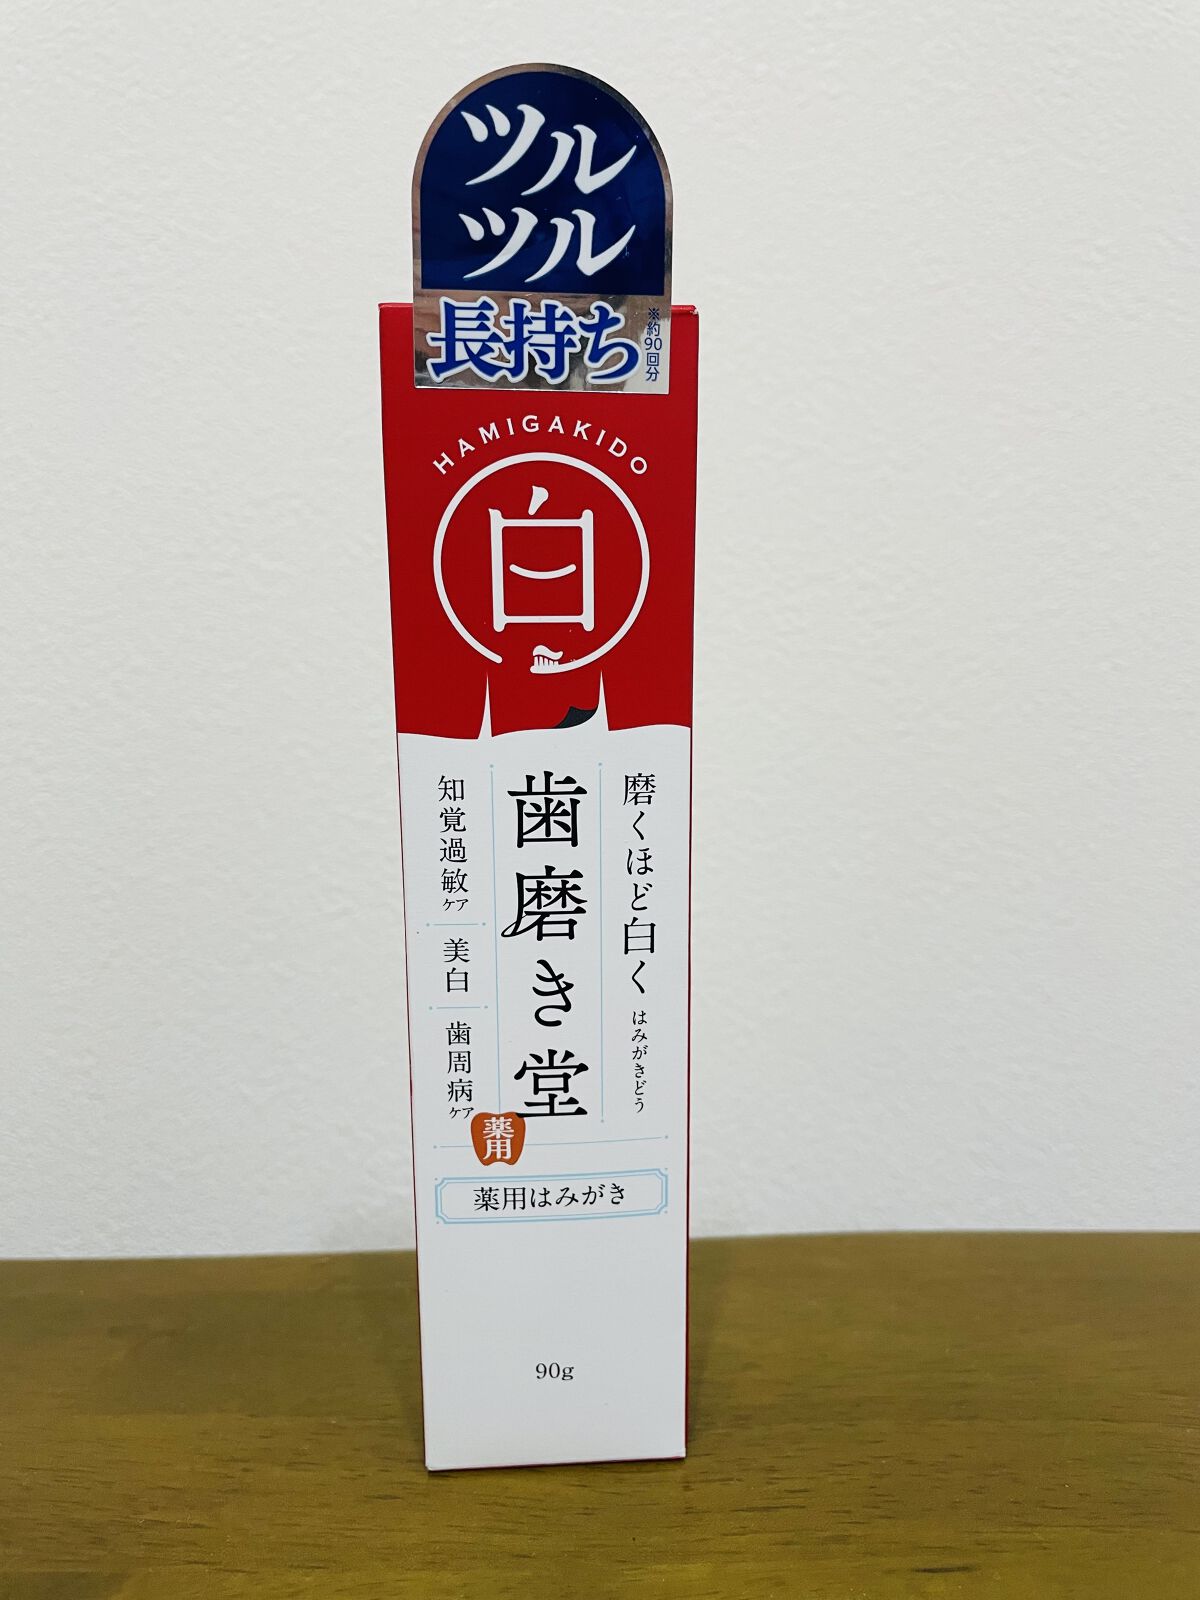 ツル
ツル
長持ち
※約90回分
HAMIGAKIDO
白
磨くほど白く
はみがきどう
歯磨き堂
知覚過敏ケア
美白
歯周病ケア
薬用
薬用はみがき
90g